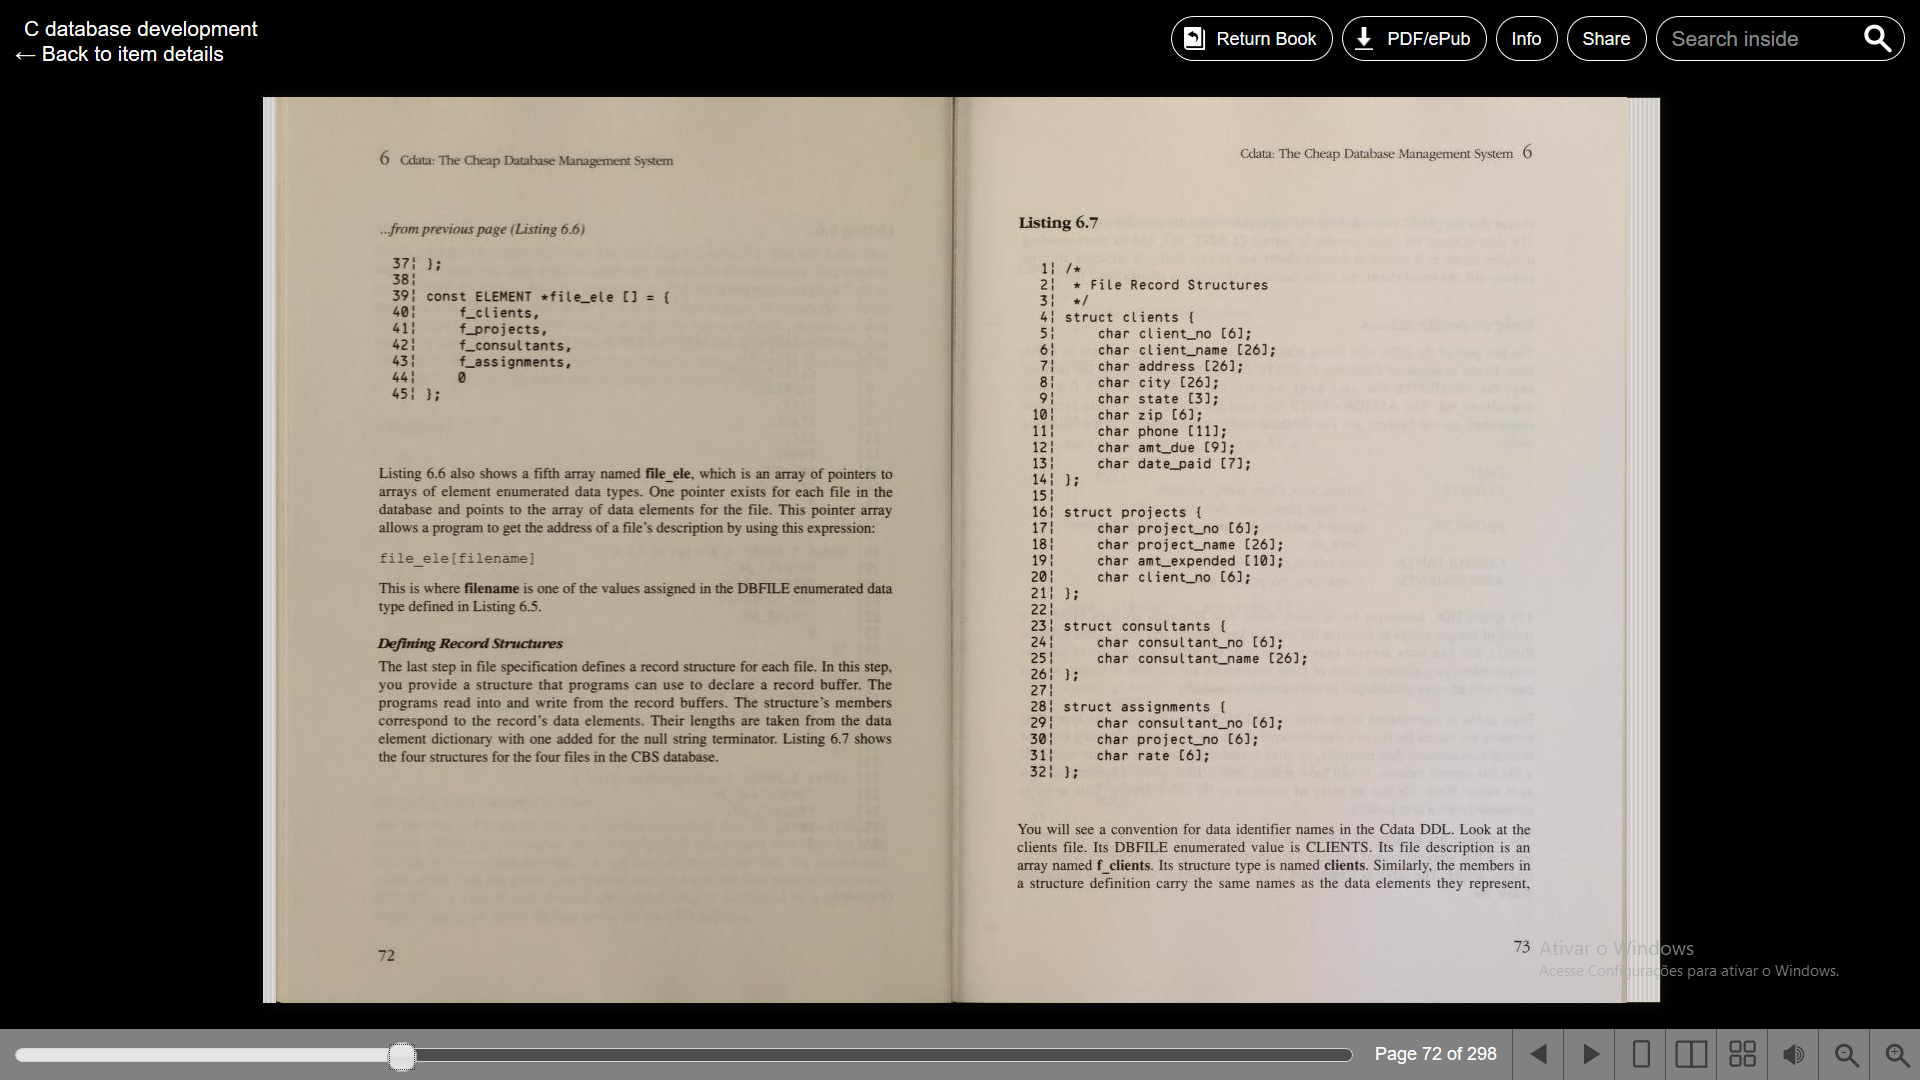 C database development
← Back to item details
Return Book
PDF/ePub
Info
Share
Search inside
6 Cdata: The Cheap Database Management System
...from previous page (Listing 6.6)
37¦ };
38¦
39¦ const ELEMENT *file_ele [] = {
40¦     f_clients,
41¦     f_projects,
42¦     f_consultants,
43¦     f_assignments,
44¦     0
45¦ };
Listing 6.6 also shows a fifth array named file_ele, which is an array of pointers to
arrays of element enumerated data types. One pointer exists for each file in the
database and points to the array of data elements for the file. This pointer array
allows a program to get the address of a file's description by using this expression:
file_ele[filename]
This is where filename is one of the values assigned in the DBFILE enumerated data
type defined in Listing 6.5.
Defining Record Structures
The last step in file specification defines a record structure for each file. In this step,
you provide a structure that programs can use to declare a record buffer. The
programs read into and write from the record buffers. The structure's members
correspond to the record's data elements. Their lengths are taken from the data
element dictionary with one added for the null string terminator. Listing 6.7 shows
the four structures for the four files in the CBS database.
72
Cdata: The Cheap Database Management System 6
Listing 6.7
1¦ /*
2¦  * File Record Structures
3¦  */
4¦ struct clients {
5¦     char client_no [6];
6¦     char client_name [26];
7¦     char address [26];
8¦     char city [26];
9¦     char state [3];
10¦     char zip [6];
11¦     char phone [11];
12¦     char amt_due [9];
13¦     char date_paid [7];
14¦ };
15¦
16¦ struct projects {
17¦     char project_no [6];
18¦     char project_name [26];
19¦     char amt_expended [10];
20¦     char client_no [6];
21¦ };
22¦
23¦ struct consultants {
24¦     char consultant_no [6];
25¦     char consultant_name [26];
26¦ };
27¦
28¦ struct assignments {
29¦     char consultant_no [6];
30¦     char project_no [6];
31¦     char rate [6];
32¦ };
You will see a convention for data identifier names in the Cdata DDL. Look at the
clients file. Its DBFILE enumerated value is CLIENTS. Its file description is an
array named f_clients. Its structure type is named clients. Similarly, the members in
a structure definition carry the same names as the data elements they represent,
73
Ativar o Windows
Acesse Configurações para ativar o Windows.
Page 72 of 298